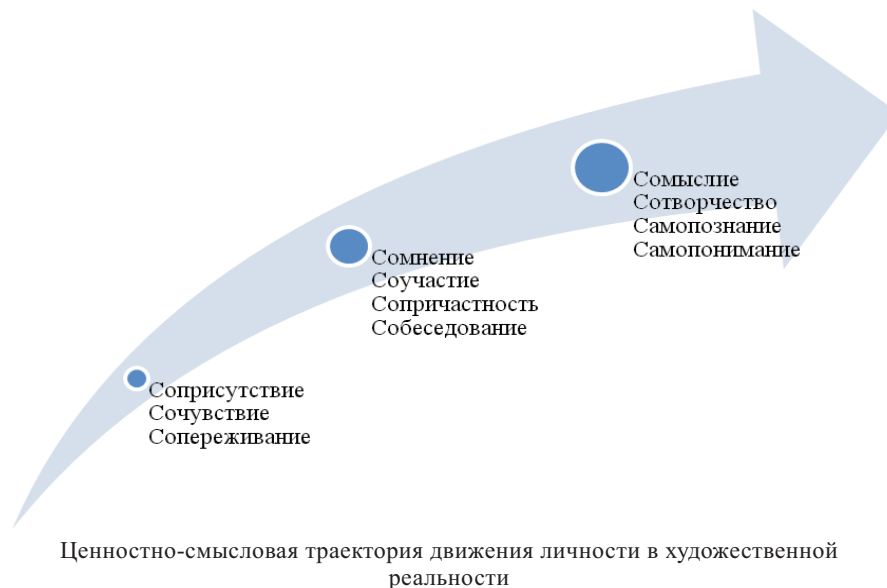 Сомыслие
Сотворчество
Самопознание
Самопонимание
Сомнение
Соучастие
Сопричастность
Собеседование
Соприсутствие
Сочувствие
Сопереживание
Ценностно-смысловая траектория движения личности в художественной
реальности